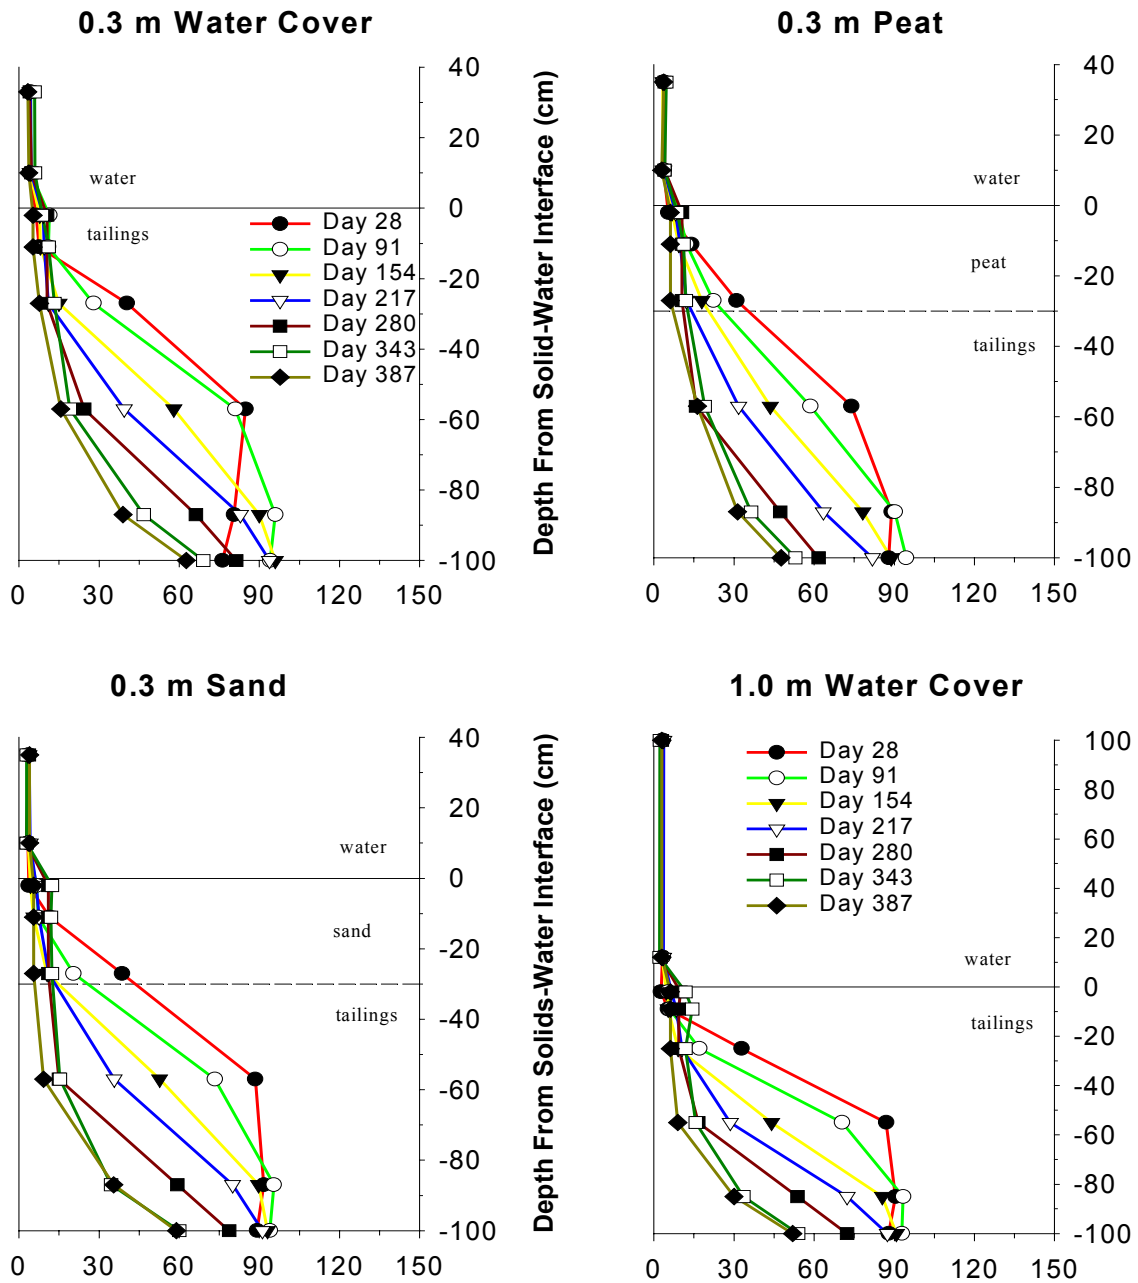 0.3 m Water Cover
0.3 m Peat
40
20
0
-20
-40
-60
-80
-100
water
tailings
Day 28
Day 91
Day 154
Day 217
Day 280
Day 343
Day 387
0 30 60 90 120 150
Depth From Solid-Water Interface (cm)
40
20
0
-20
-40
-60
-80
-100
water
peat
tailings
0 30 60 90 120 150
0.3 m Sand
1.0 m Water Cover
40
20
0
-20
-40
-60
-80
-100
water
sand
tailings
0 30 60 90 120 150
Depth From Solids-Water Interface (cm)
Day 28
Day 91
Day 154
Day 217
Day 280
Day 343
Day 387
100
80
60
40
20
0
-20
-40
-60
-80
-100
water
tailings
0 30 60 90 120 150